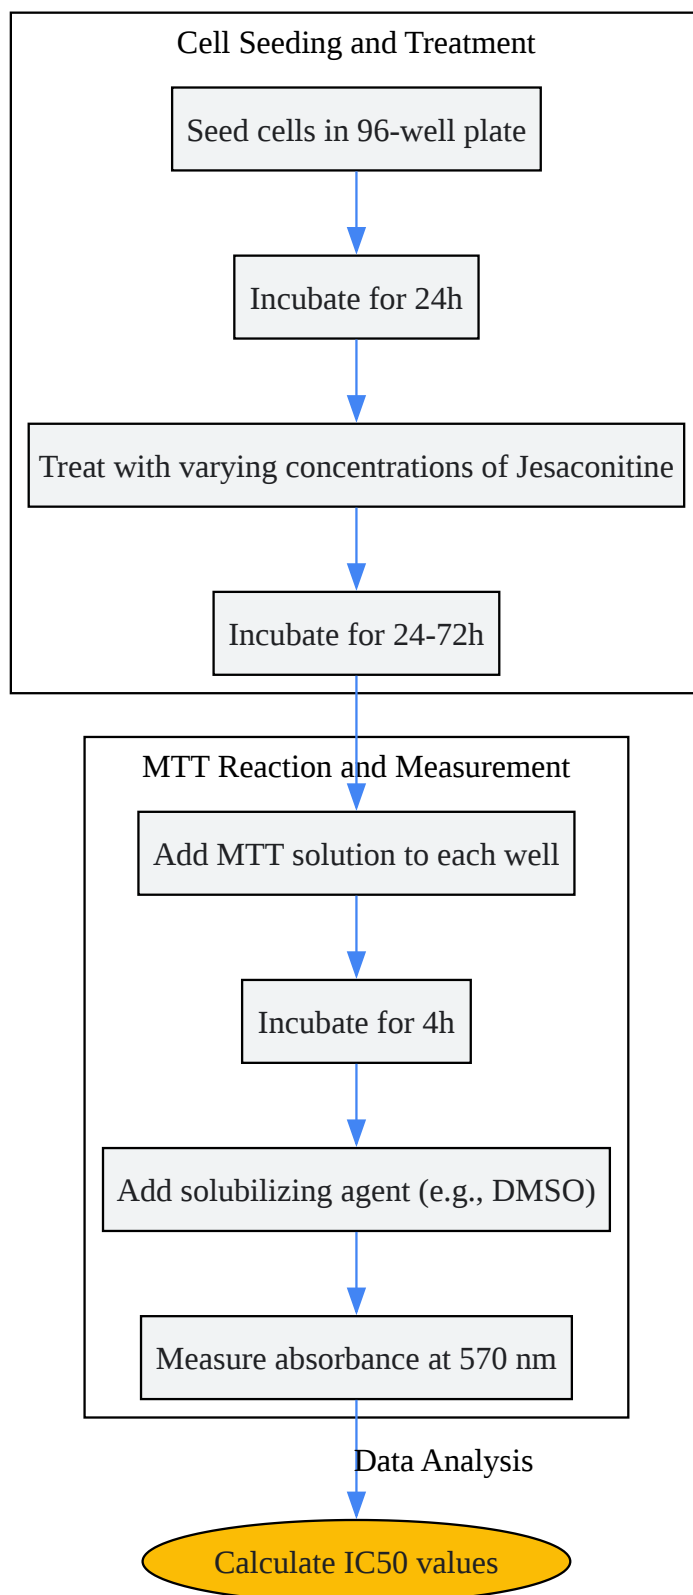 Cell Seeding and Treatment
Seed cells in 96-well plate
Incubate for 24h
Treat with varying concentrations of Jesaconitine
Incubate for 24-72h
MTT Reaction and Measurement
Add MTT solution to each well
Incubate for 4h
Add solubilizing agent (e.g., DMSO)
Measure absorbance at 570 nm
Data Analysis
Calculate IC50 values